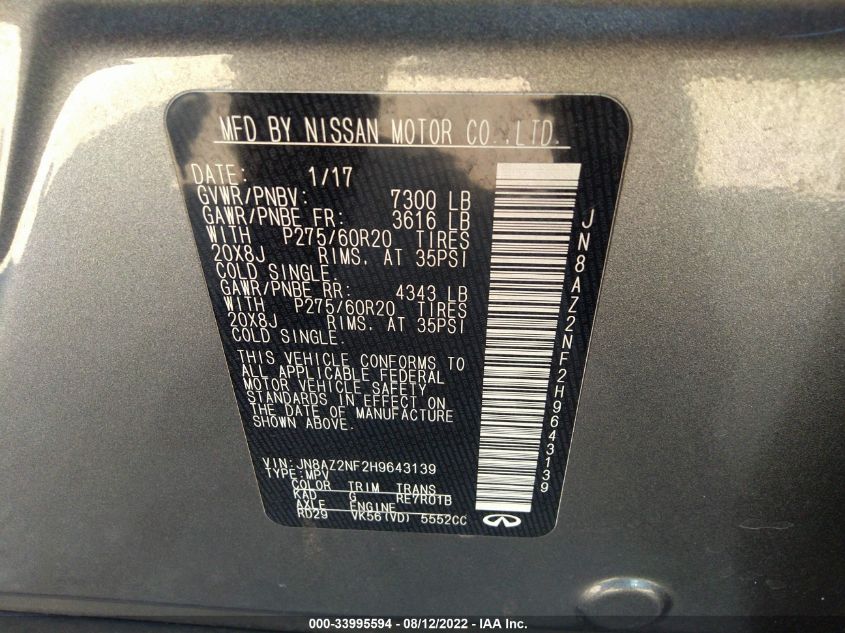 MFD BY NISSAN MOTOR CO.,LTD.
DATE: 1/17
GVWR/PNBV: 7300 LB
GAWR/PNBE FR: 3616 LB
WITH P275/60R20 TIRES
20X8J RIMS, AT 35PSI
COLD SINGLE.
GAWR/PNBE RR: 4343 LB
WITH P275/60R20 TIRES
20X8J RIMS, AT 35PSI
COLD SINGLE.
THIS VEHICLE CONFORMS TO
ALL APPLICABLE FEDERAL
MOTOR VEHICLE SAFETY
STANDARDS IN EFFECT ON
THE DATE OF MANUFACTURE
SHOWN ABOVE.
VIN:JN8AZ2NF2H9643139
TYPE:MPV
COLOR TRIM TRANS
KAD G RE7R01B
AXLE ENGINE
RD29 VK56(VD) 5552CC
JN8AZ2NF2H9643139
000-33995594 - 08/12/2022 - IAA Inc.